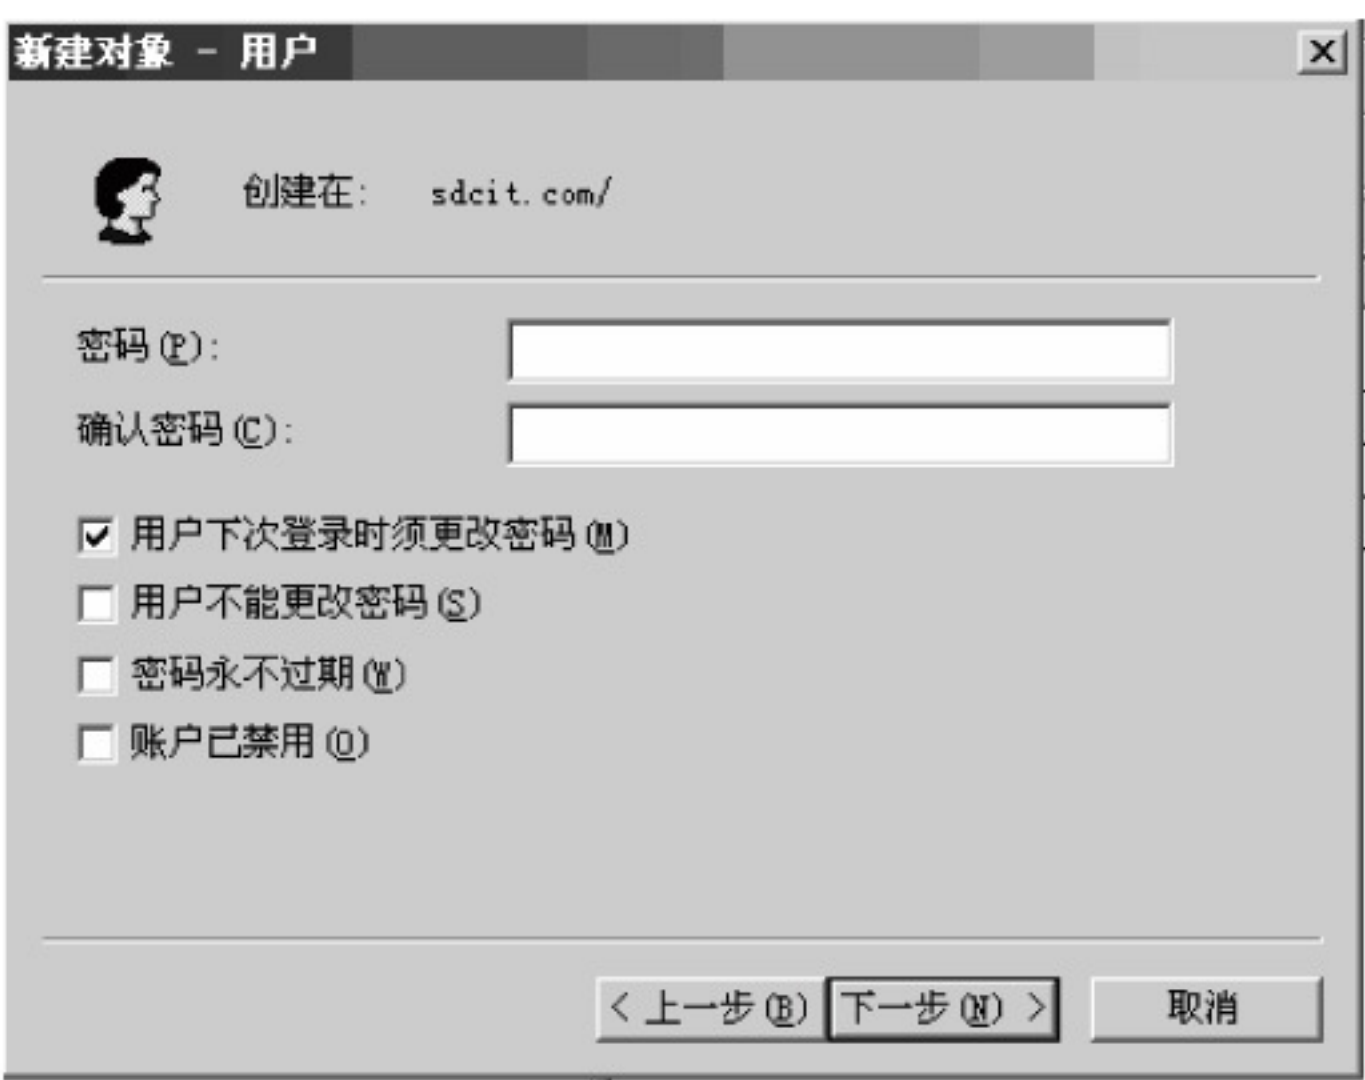 新建对象 - 用户
创建在: sdcit.com/
密码(P):
确认密码(C):
用户下次登录时须更改密码(M)
用户不能更改密码(S)
密码永不过期(W)
账户已禁用(O)
< 上一步(B) 下一步(N) > 取消